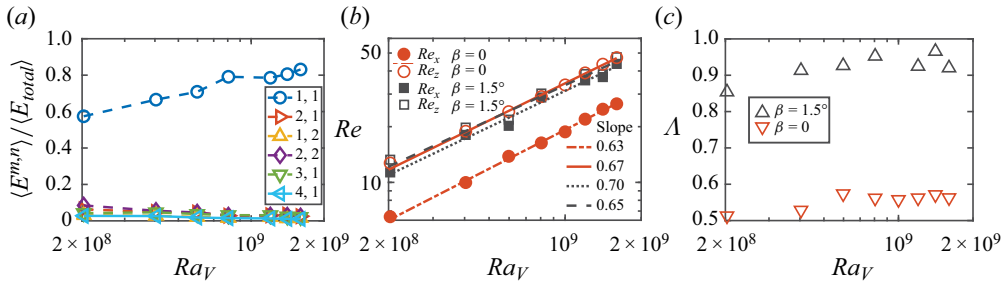 (a)
⟨E^{m,n}⟩ / ⟨E_{total}⟩
1.0
0.8
0.6
0.4
0.2
0
1, 1
2, 1
1, 2
2, 2
3, 1
4, 1
2 × 10^8
10^9
2 × 10^9
Ra_V
(b)
Re
50
10
Re_x β = 0
Re_z β = 0
Re_x β = 1.5°
Re_z β = 1.5°
Slope
0.63
0.67
0.70
0.65
2 × 10^8
10^9
2 × 10^9
Ra_V
(c)
Λ
1.0
0.9
0.8
0.7
0.6
0.5
β = 1.5°
β = 0
2 × 10^8
10^9
2 × 10^9
Ra_V